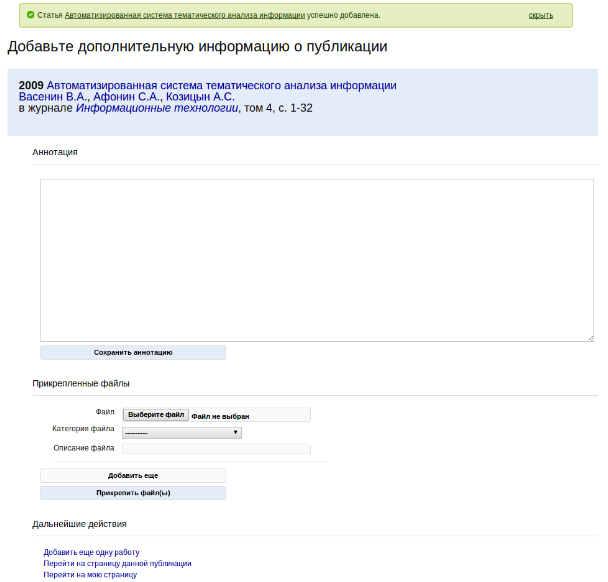 Статья Автоматизированная система тематического анализа информации успешно добавлена. скрыть
Добавьте дополнительную информацию о публикации
2009 Автоматизированная система тематического анализа информации
Васенин В.А., Афонин С.А., Козицын А.С.
в журнале Информационные технологии, том 4, с. 1-32
Аннотация
Сохранить аннотацию
Прикрепленные файлы
Файл Выберите файл Файл не выбран
Категория файла ---------
Описание файла
Добавить еще
Прикрепить файл(ы)
Дальнейшие действия
Добавить еще одну работу
Перейти на страницу данной публикации
Перейти на мою страницу